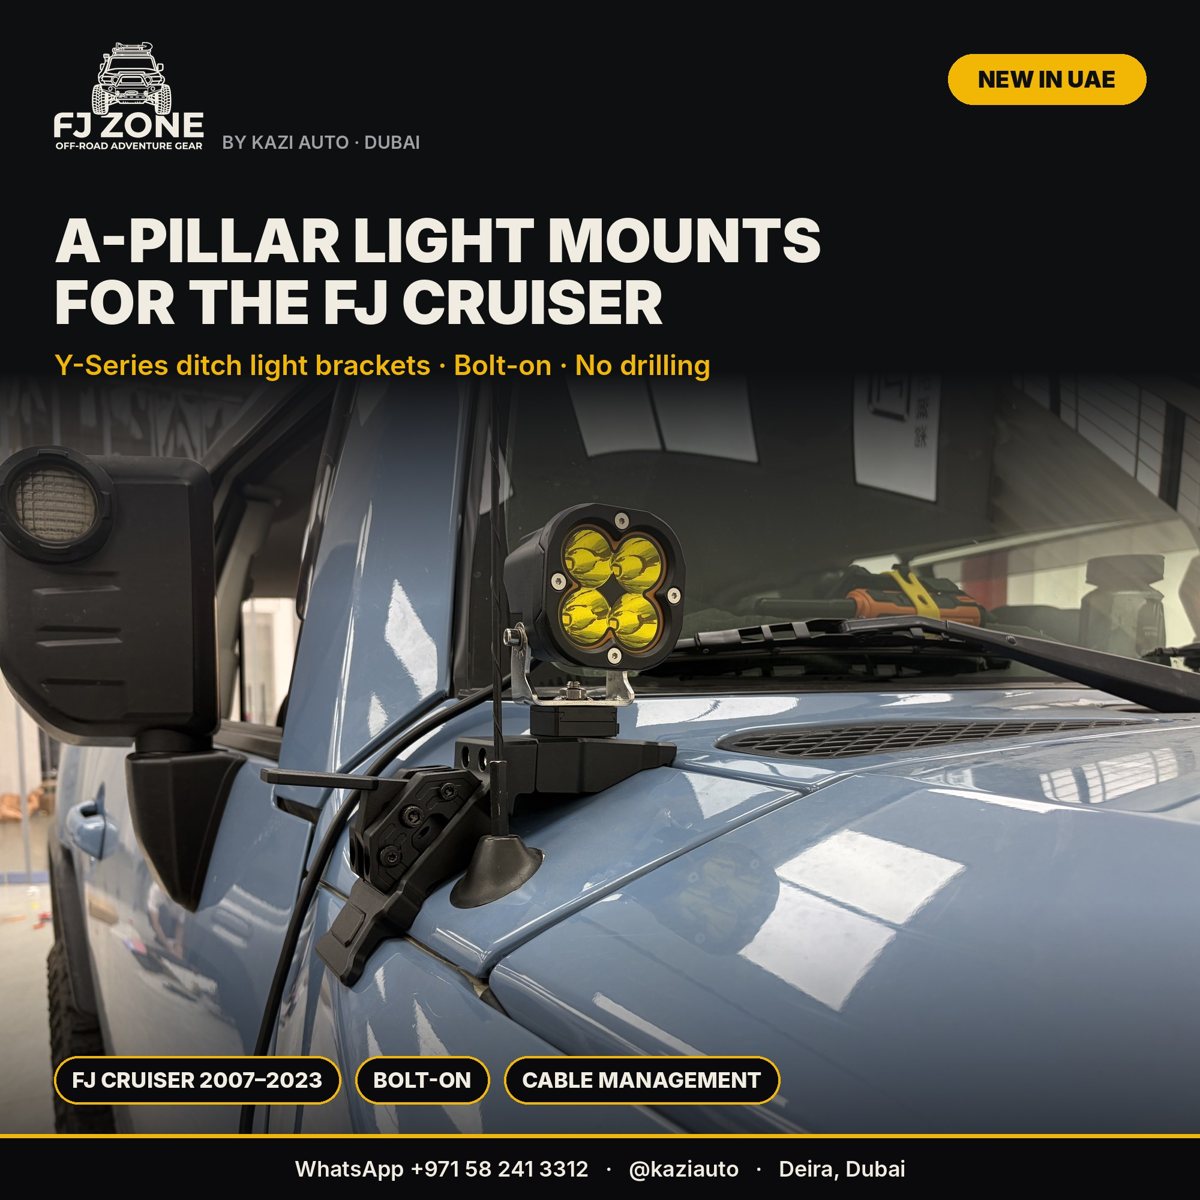 FJ ZONE
OFF-ROAD ADVENTURE GEAR
BY KAZI AUTO · DUBAI
NEW IN UAE
A-PILLAR LIGHT MOUNTS
FOR THE FJ CRUISER
Y-Series ditch light brackets · Bolt-on · No drilling
FJ CRUISER 2007–2023
BOLT-ON
CABLE MANAGEMENT
WhatsApp +971 58 241 3312 · @kaziauto · Deira, Dubai